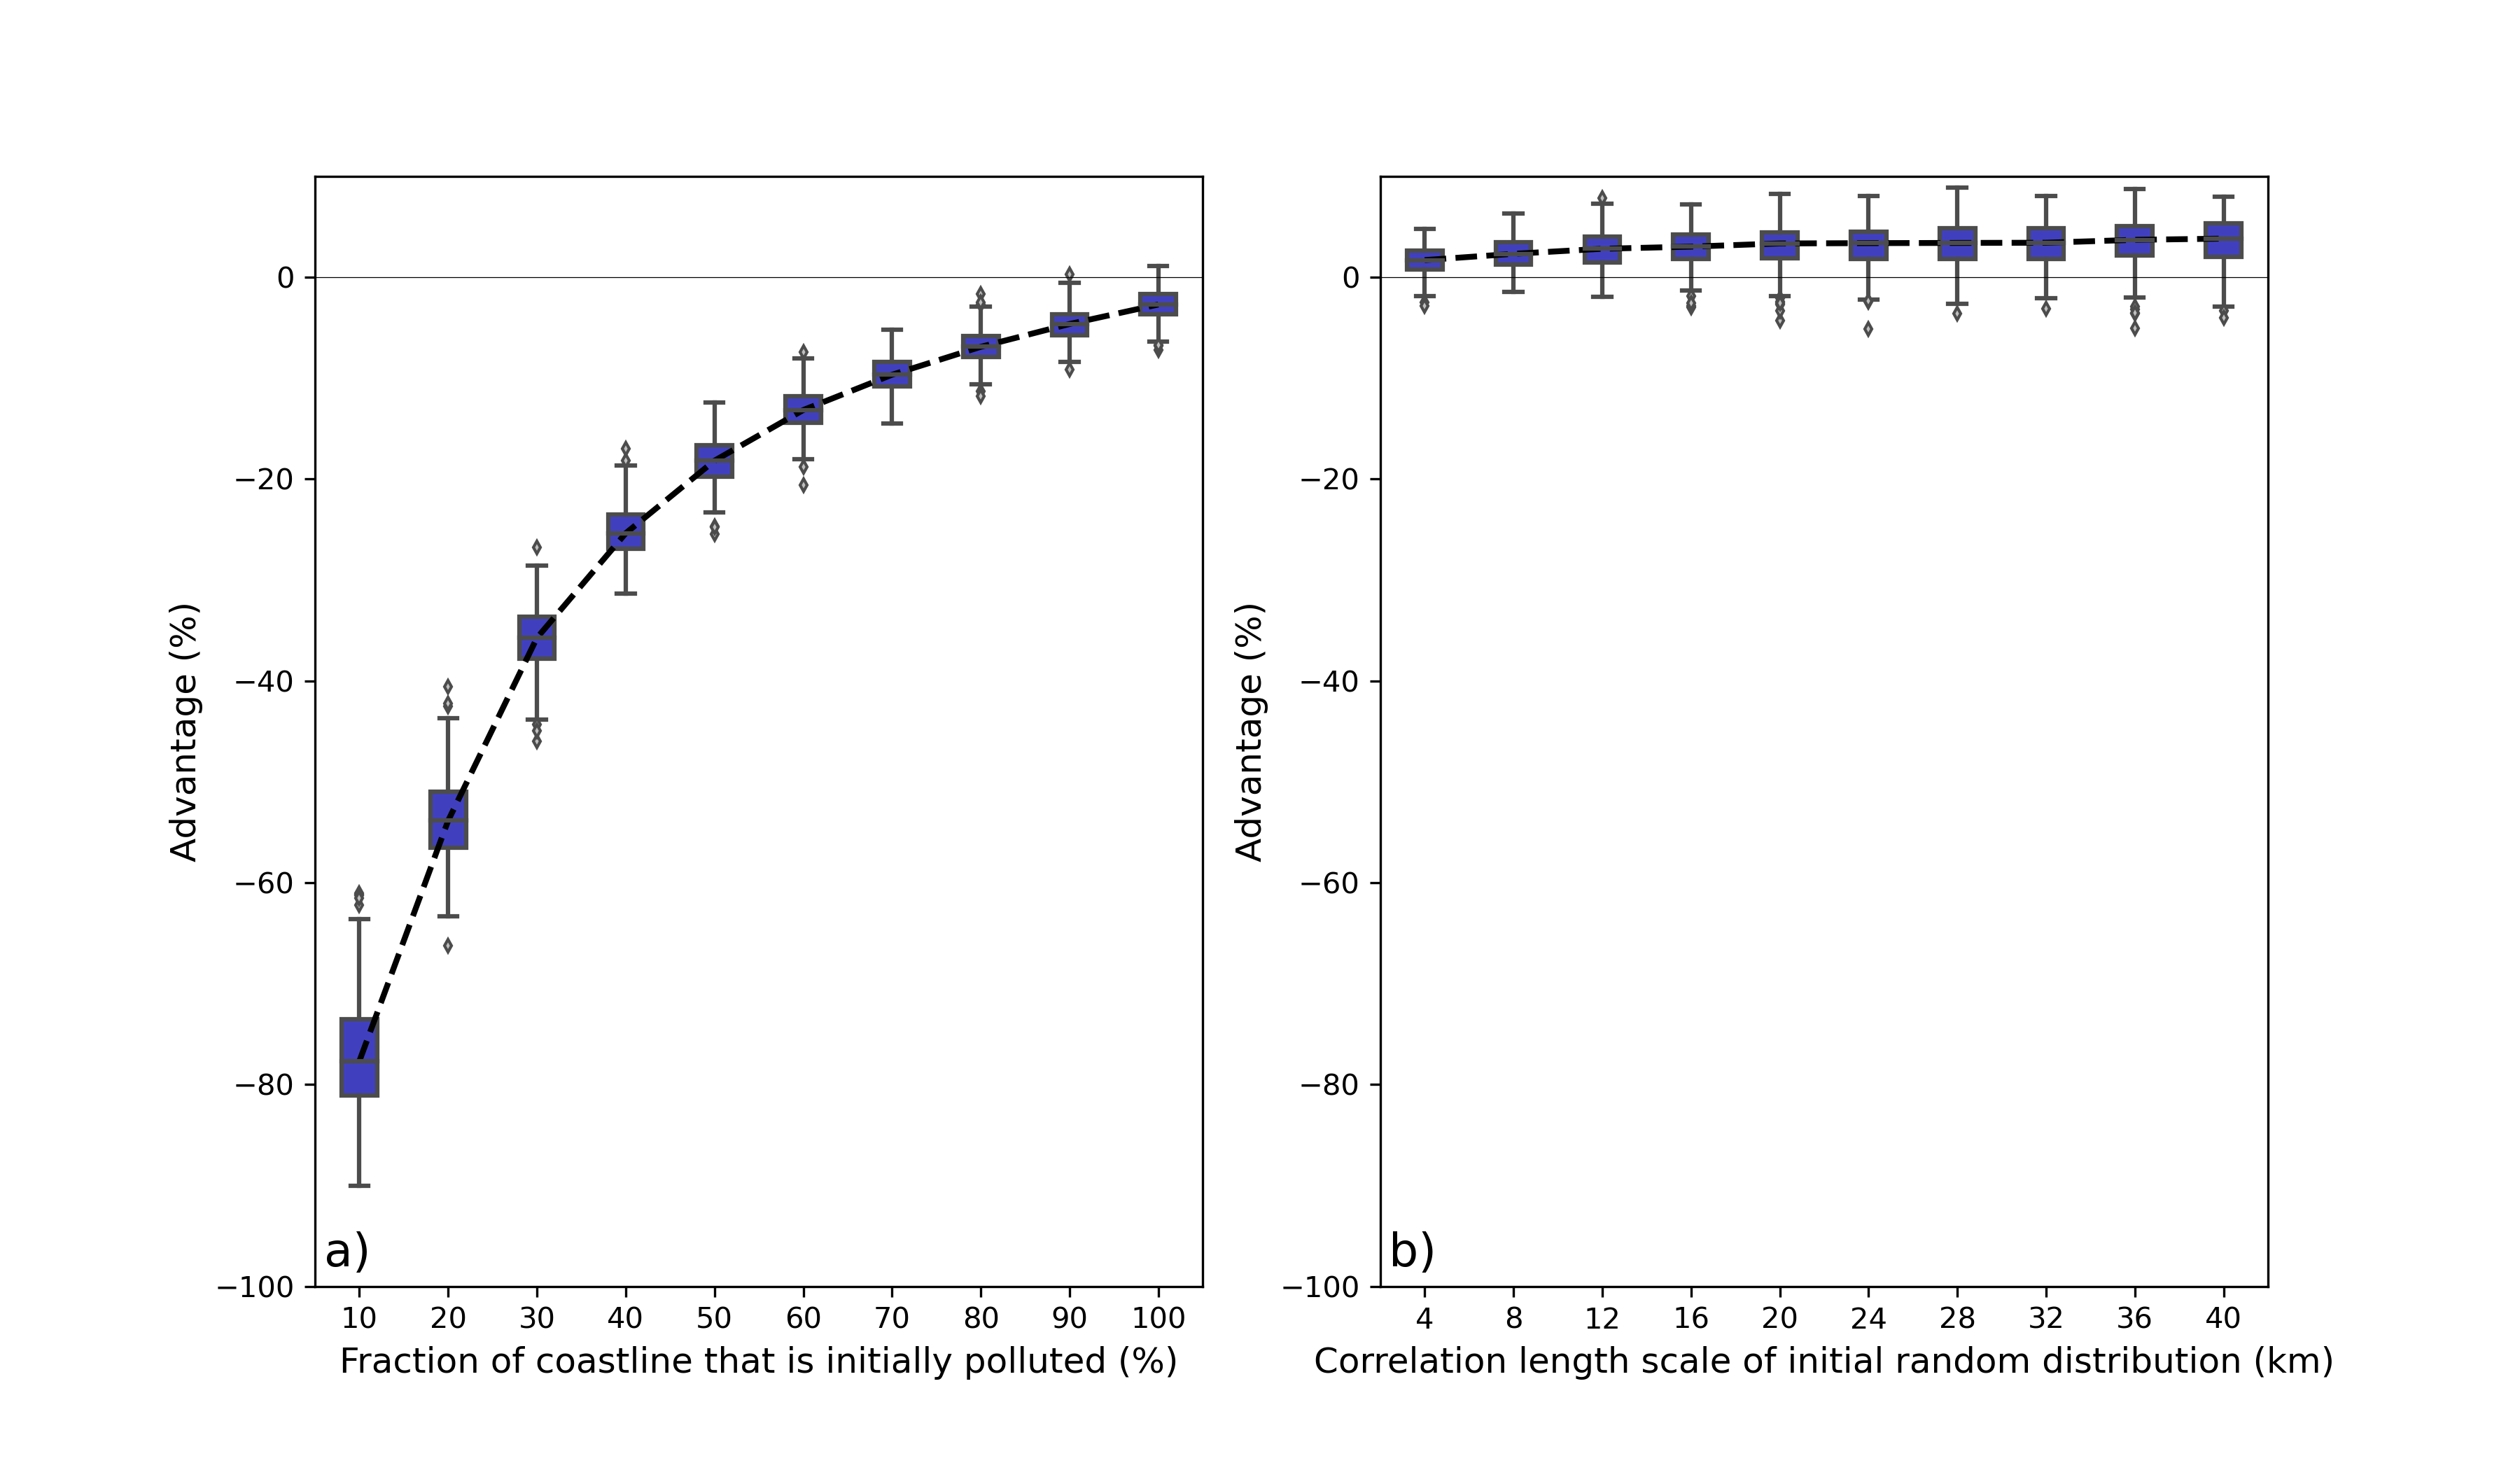 Advantage (%)
0
−20
−40
−60
−80
−100
a)
10 20 30 40 50 60 70 80 90 100
Fraction of coastline that is initially polluted (%)
Advantage (%)
0
−20
−40
−60
−80
−100
b)
4 8 12 16 20 24 28 32 36 40
Correlation length scale of initial random distribution (km)